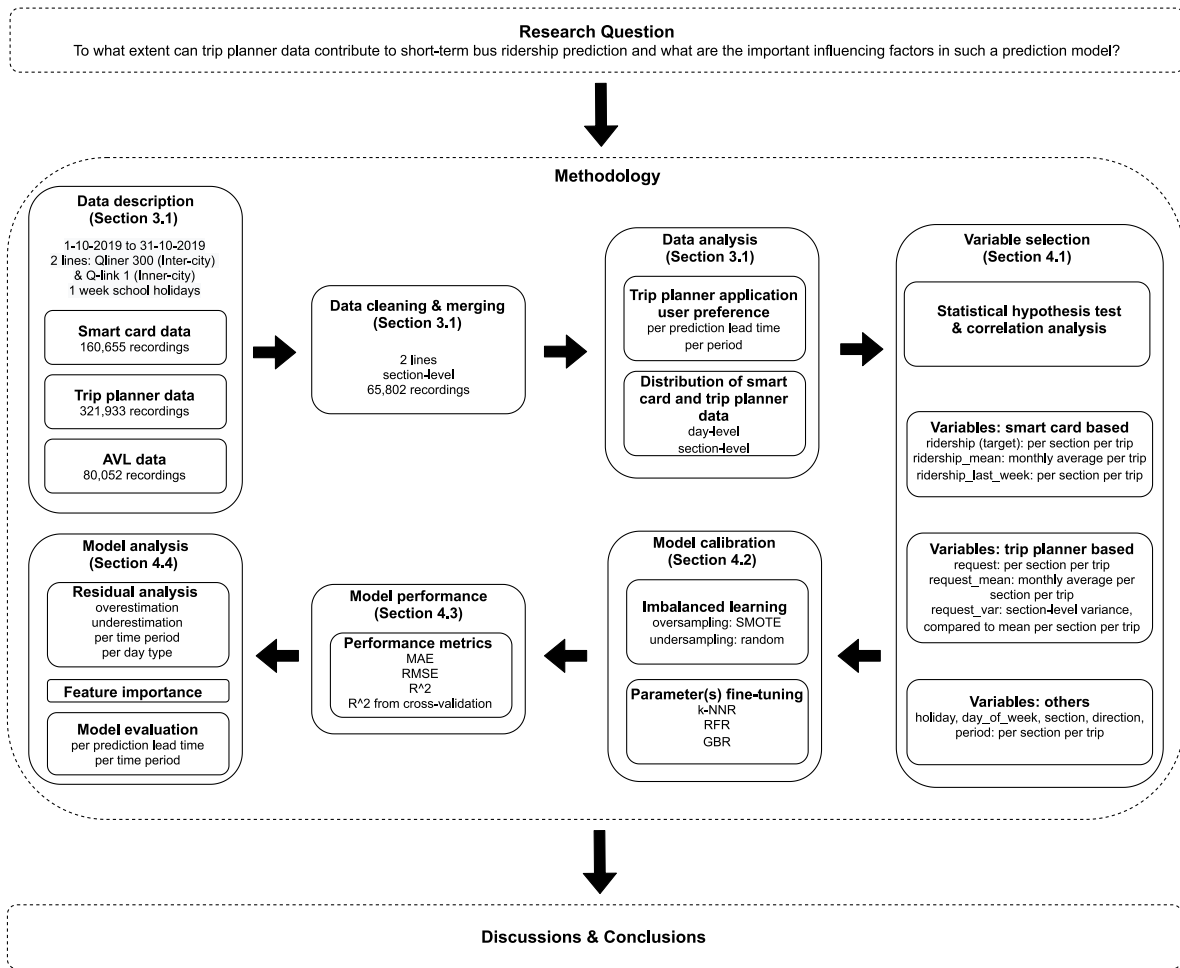 Research Question
To what extent can trip planner data contribute to short-term bus ridership prediction and what are the important influencing factors in such a prediction model?
Methodology
Data description
(Section 3.1)
1-10-2019 to 31-10-2019
2 lines: Qliner 300 (Inter-city)
& Q-link 1 (Inner-city)
1 week school holidays
Smart card data
160,655 recordings
Trip planner data
321,933 recordings
AVL data
80,052 recordings
Data cleaning & merging
(Section 3.1)
2 lines
section-level
65,802 recordings
Data analysis
(Section 3.1)
Trip planner application
user preference
per prediction lead time
per period
Distribution of smart
card and trip planner
data
day-level
section-level
Variable selection
(Section 4.1)
Statistical hypothesis test
& correlation analysis
Variables: smart card based
ridership (target): per section per trip
ridership_mean: monthly average per trip
ridership_last_week: per section per trip
Variables: trip planner based
request: per section per trip
request_mean: monthly average per
section per trip
request_var: section-level variance,
compared to mean per section per trip
Variables: others
holiday, day_of_week, section, direction,
period: per section per trip
Model calibration
(Section 4.2)
Imbalanced learning
oversampling: SMOTE
undersampling: random
Parameter(s) fine-tuning
k-NNR
RFR
GBR
Model performance
(Section 4.3)
Performance metrics
MAE
RMSE
R^2
R^2 from cross-validation
Model analysis
(Section 4.4)
Residual analysis
overestimation
underestimation
per time period
per day type
Feature importance
Model evaluation
per prediction lead time
per time period
Discussions & Conclusions